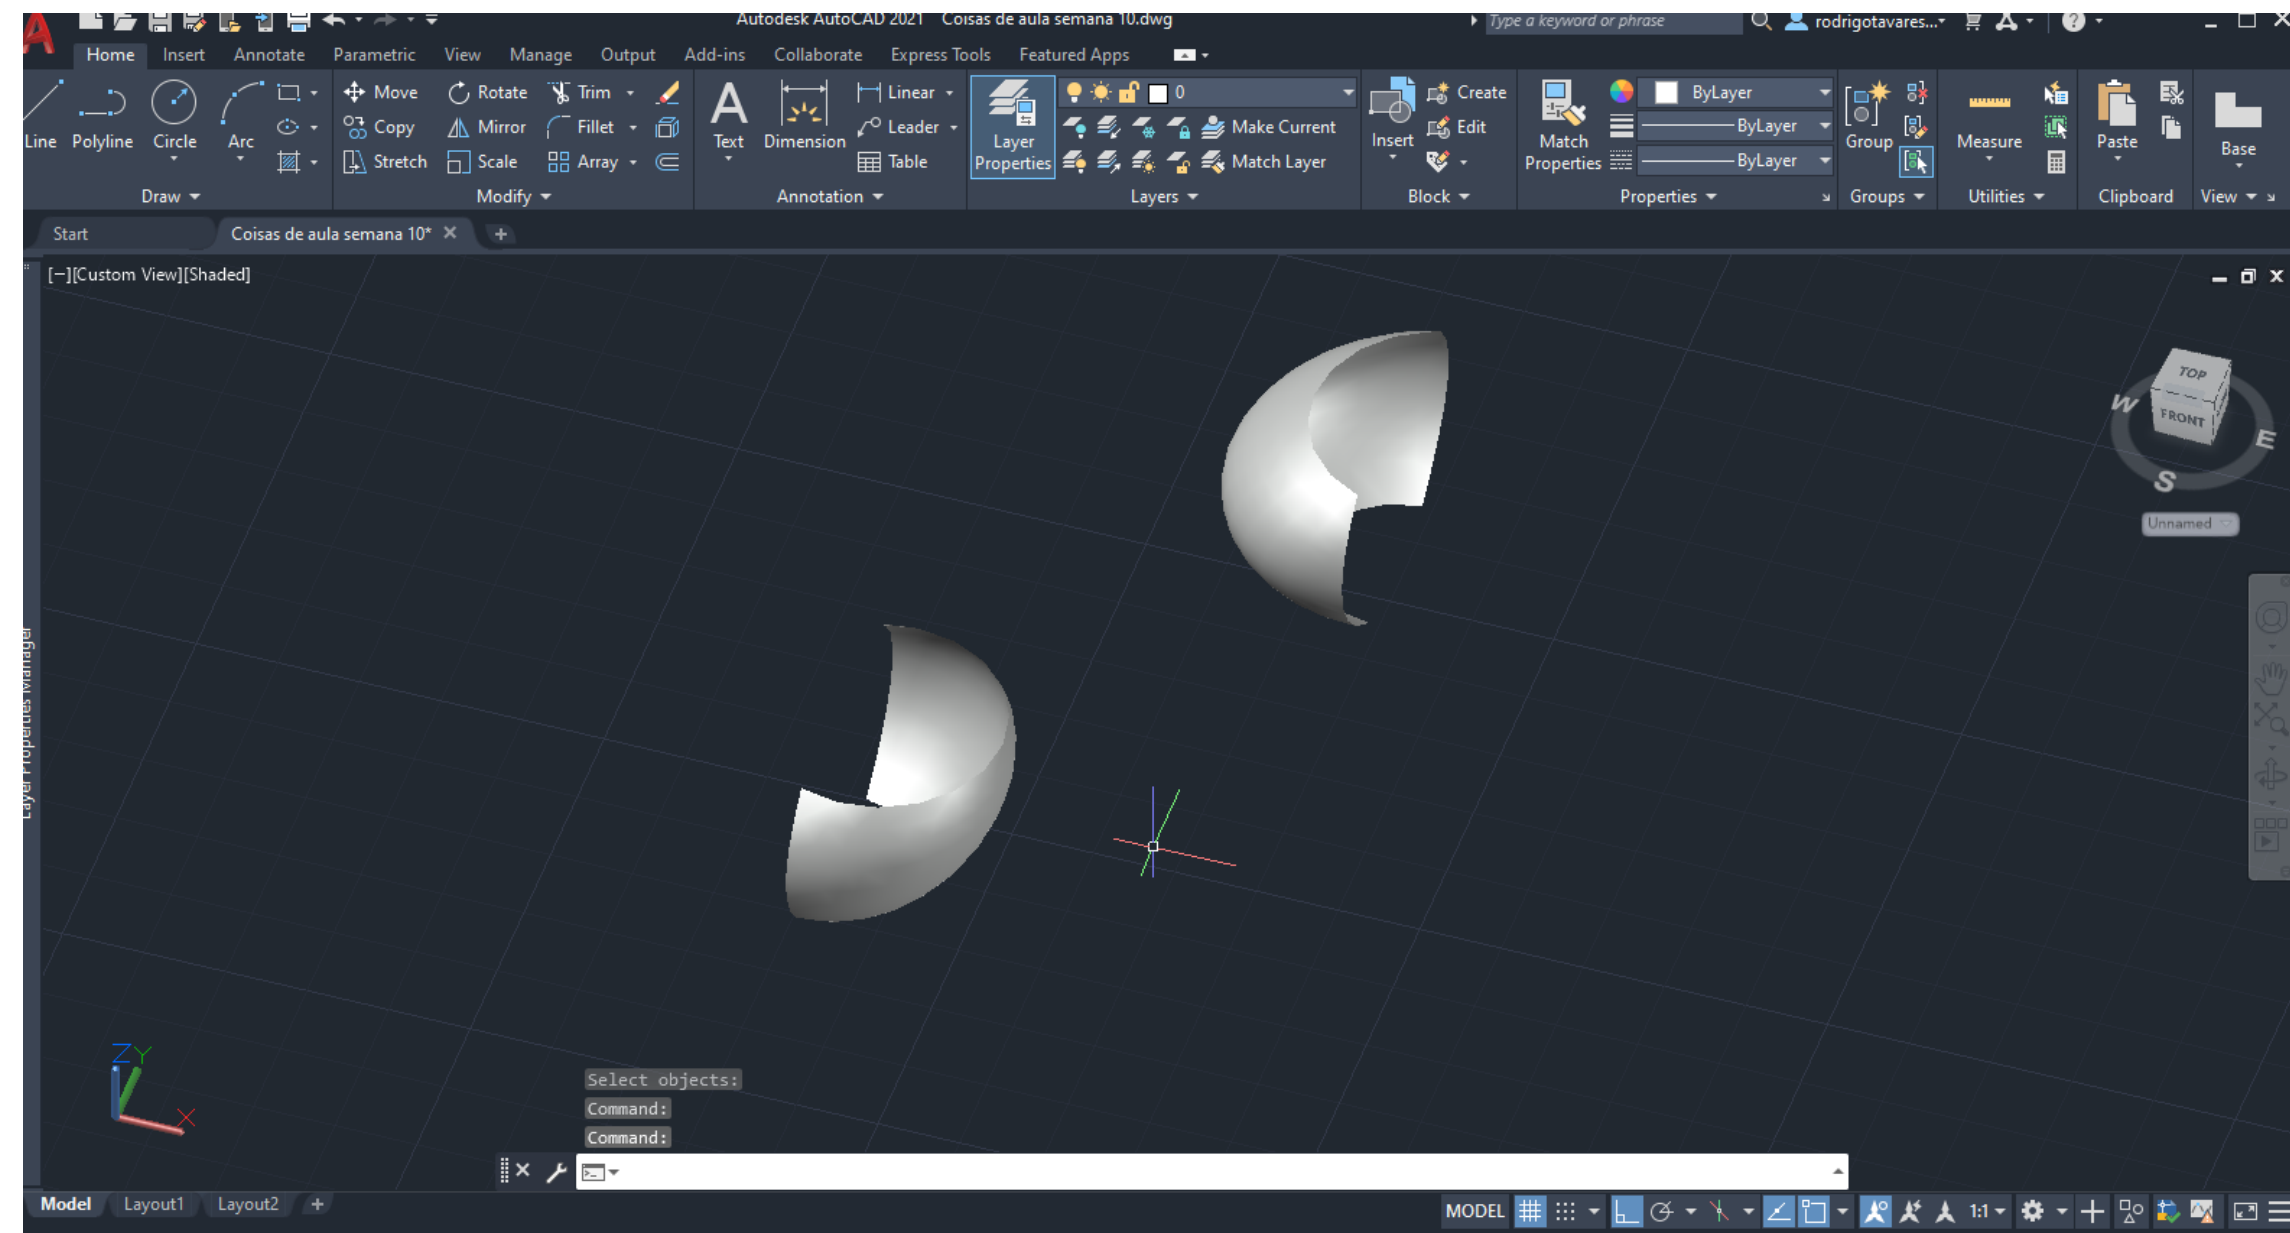 Autodesk AutoCAD 2021 Coisas de aula semana 10.dwg
Type a keyword or phrase
rodrigotavares...
Home Insert Annotate Parametric View Manage Output Add-ins Collaborate Express Tools Featured Apps
Line Polyline Circle Arc
Move Rotate Trim
Copy Mirror Fillet
Stretch Scale Array
Text Dimension
Linear
Leader
Table
Layer Properties
0
Make Current
Match Layer
Insert
Create
Edit
Match Properties
ByLayer
ByLayer
ByLayer
Group
Measure
Paste
Base
Draw Modify Annotation Layers Block Properties Groups Utilities Clipboard View
Start Coisas de aula semana 10* +
[−][Custom View][Shaded]
TOP
FRONT
W
E
S
Unnamed
Layer Properties Manager
Z Y
X
Select objects:
Command:
Command:
Model Layout1 Layout2 +
MODEL 1:1